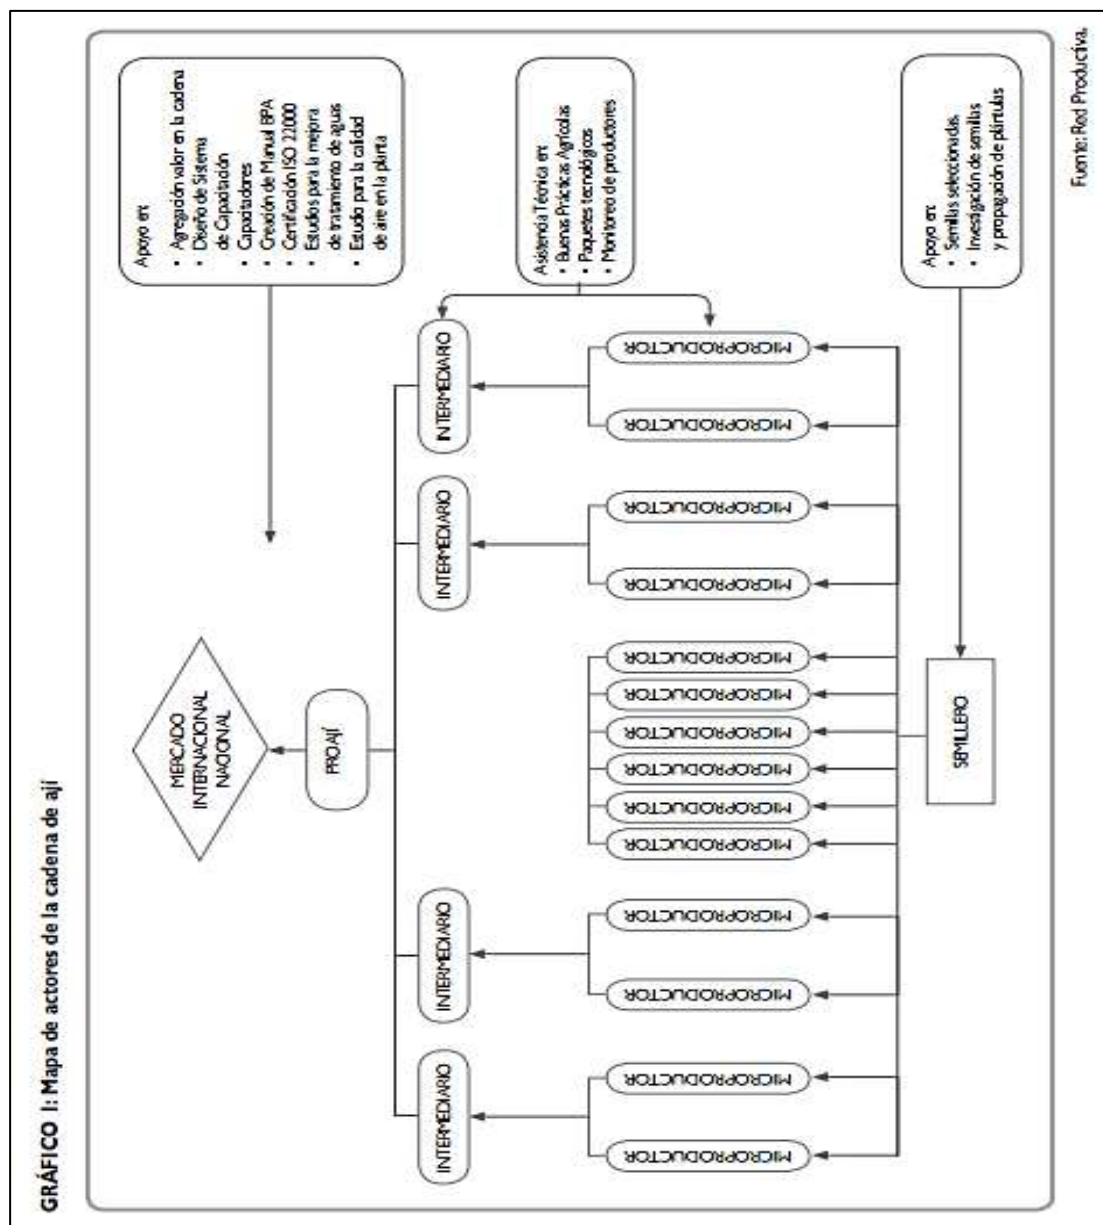 GRÁFICO 1: Mapa de actores de la cadena de ají
MERCADO
INTERNACIONAL
NACIONAL
PROAJÍ
Apoyo en:
• Agregación valor en la cadena
• Diseño de Sistema
de Capacitación
• Capacitadores
• Creación de Manual BPA
• Certificación ISO 22000
• Estudios para la mejora
de tratamiento de aguas
• Estudio para la calidad
de aire en la planta
INTERMEDIARIO
INTERMEDIARIO
INTERMEDIARIO
INTERMEDIARIO
Asistencia Técnica en:
• Buenas Prácticas Agrícolas
• Paquetes tecnológicos
• Monitoreo de productores
MICROPRODUCTOR
MICROPRODUCTOR
MICROPRODUCTOR
MICROPRODUCTOR
MICROPRODUCTOR
MICROPRODUCTOR
MICROPRODUCTOR
MICROPRODUCTOR
MICROPRODUCTOR
MICROPRODUCTOR
MICROPRODUCTOR
MICROPRODUCTOR
MICROPRODUCTOR
MICROPRODUCTOR
SEMILLERO
Apoyo en:
• Semillas seleccionadas.
• Investigación de semillas
y propagación de plántulas
Fuente: Red Productiva.